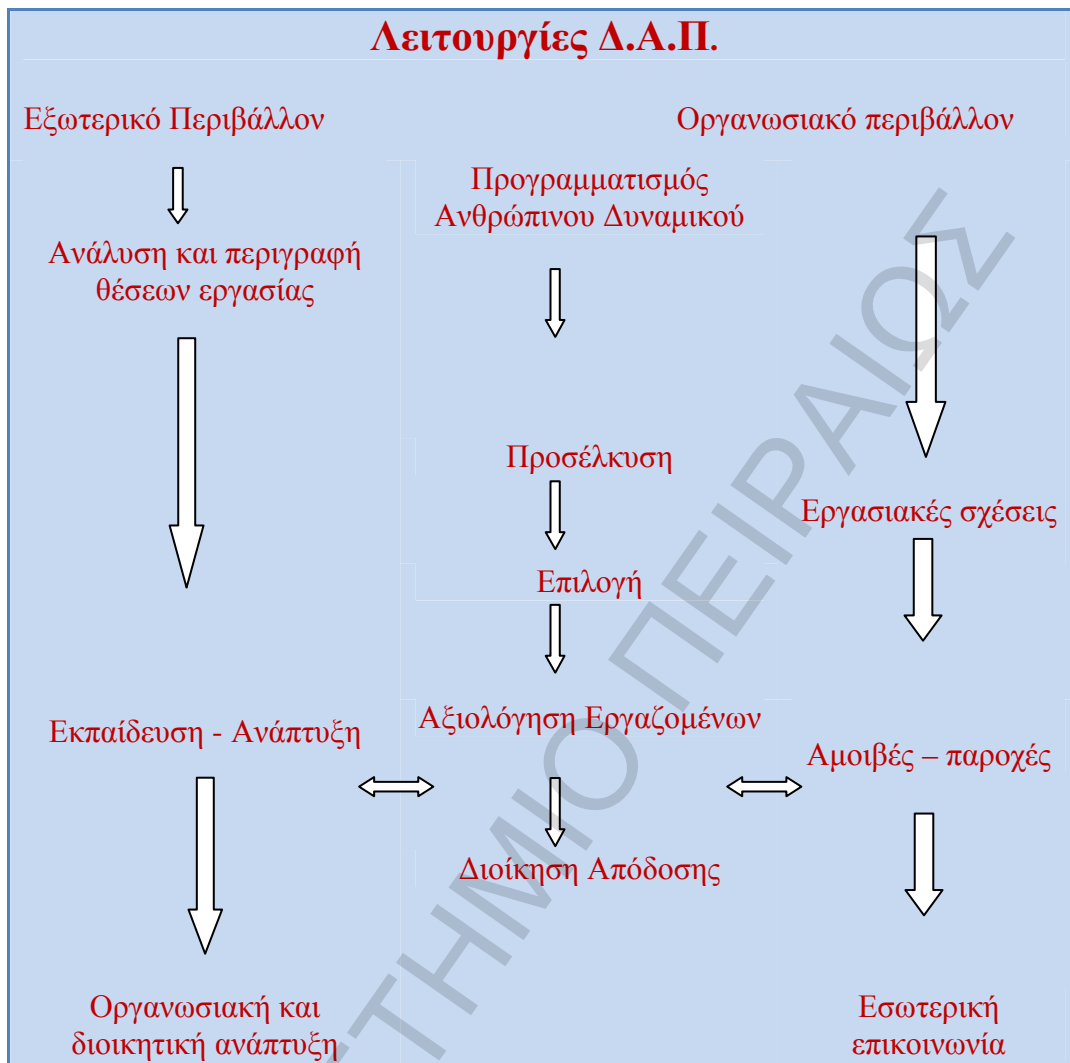 Λειτουργίες Δ.Α.Π.
Εξωτερικό Περιβάλλον
Οργανωσιακό περιβάλλον
Προγραμματισμός
Ανθρώπινου Δυναμικού
Ανάλυση και περιγραφή
θέσεων εργασίας
Προσέλκυση
Εργασιακές σχέσεις
Επιλογή
Εκπαίδευση - Ανάπτυξη
Αξιολόγηση Εργαζομένων
Αμοιβές – παροχές
Διοίκηση Απόδοσης
Οργανωσιακή και
διοικητική ανάπτυξη
Εσωτερική
επικοινωνία
ΣΤΗΜΙΟ ΠΕΙΡΑΙΩΣ